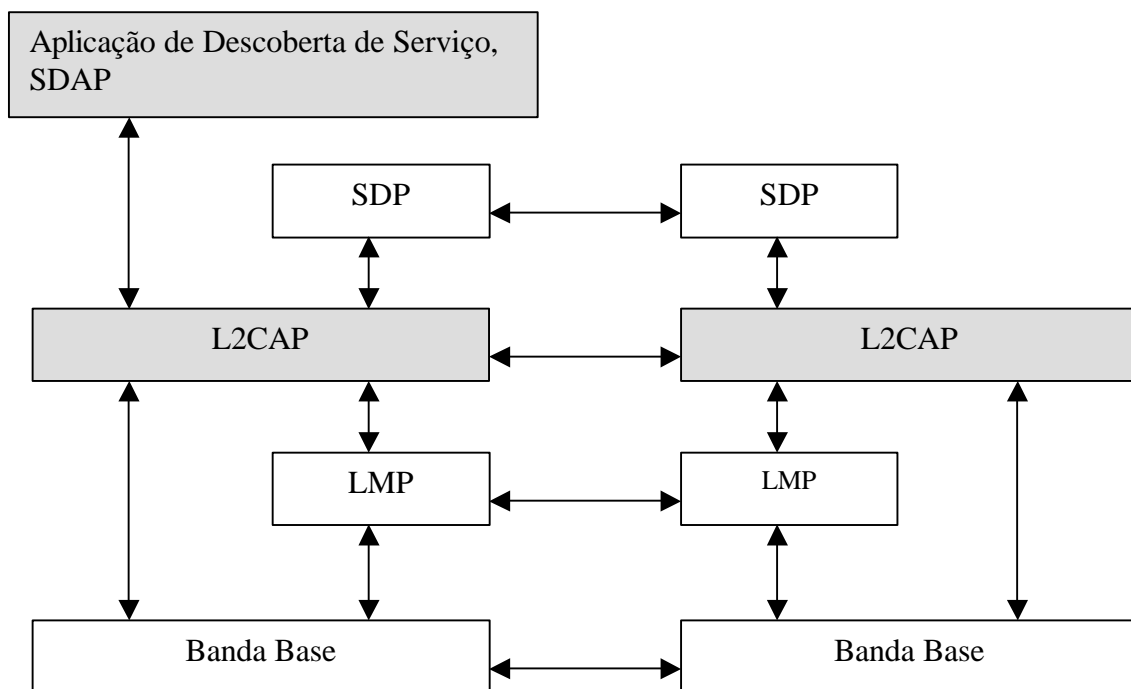 Aplicação de Descoberta de Serviço,
SDAP
SDP
SDP
L2CAP
L2CAP
LMP
LMP
Banda Base
Banda Base